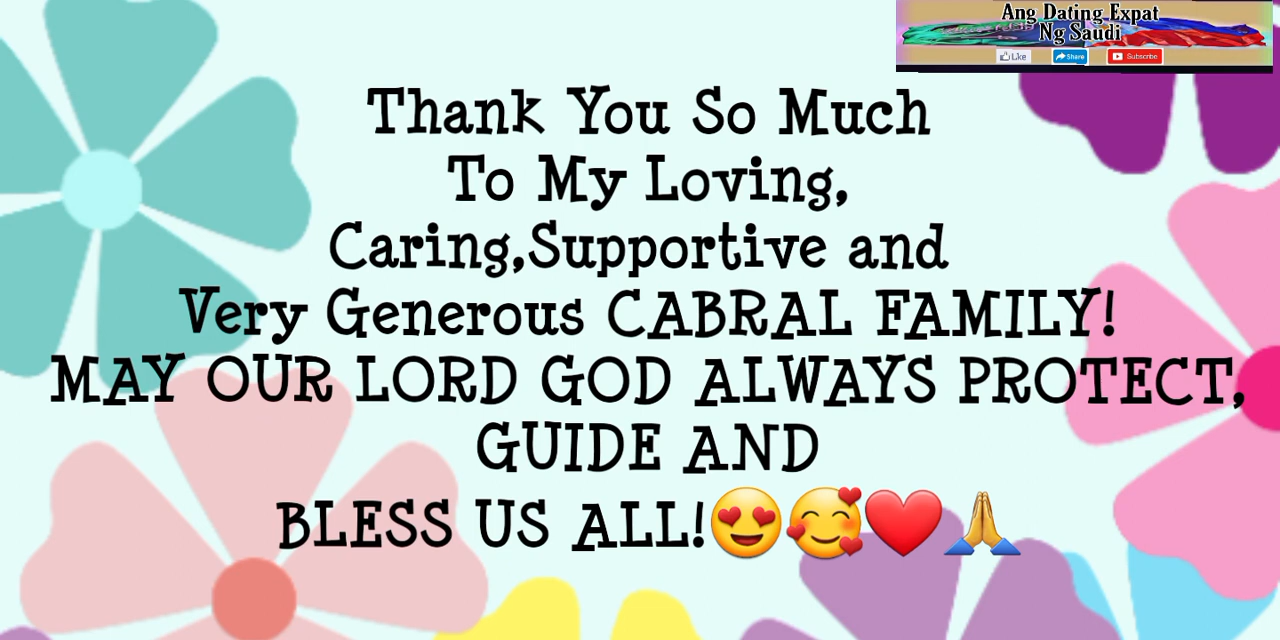 Ang Dating Expat
Ng Saudi
Like
Share
Subscribe
Thank You So Much
To My Loving,
Caring,Supportive and
Very Generous CABRAL FAMILY!
MAY OUR LORD GOD ALWAYS PROTECT,
GUIDE AND
BLESS US ALL!😍🥰❤️🙏